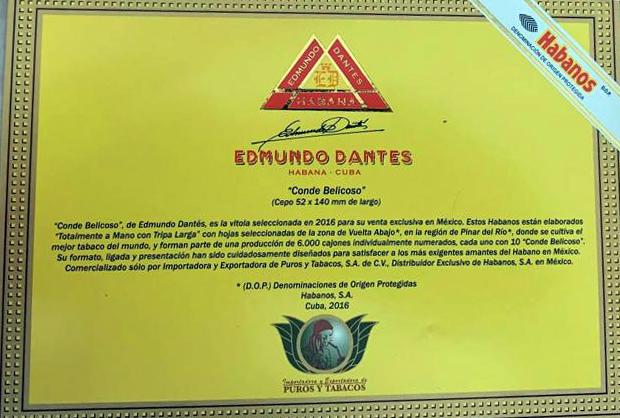 Habanos
DENOMINACIÓN DE ORIGEN PROTEGIDA
EDMUNDO DANTES
ED
HABANA
Edmundo Dantés
EDMUNDO DANTES
HABANA - CUBA
"Conde Belicoso"
(Cepo 52 x 140 mm de largo)
"Conde Belicoso", de Edmundo Dantés, es la vitola seleccionada en 2016 para su venta exclusiva en México. Estos Habanos están elaborados
"Totalmente a Mano con Tripa Larga" con hojas seleccionadas de la zona de Vuelta Abajo*, en la región de Pinar del Río*, donde se cultiva el
mejor tabaco del mundo, y forman parte de una producción de 6.000 cajones individualmente numerados, cada uno con 10 "Conde Belicoso".
Su formato, ligada y presentación han sido cuidadosamente diseñados para satisfacer a los más exigentes amantes del Habano en México.
Comercializado sólo por Importadora y Exportadora de Puros y Tabacos, S.A. de C.V., Distribuidor Exclusivo de Habanos, S.A. en México.
* (D.O.P.) Denominaciones de Origen Protegidas
Habanos, S.A.
Cuba, 2016
Importadora y Exportadora de
PUROS Y TABACOS